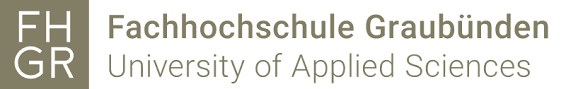 FH
GR
Fachhochschule Graubünden
University of Applied Sciences